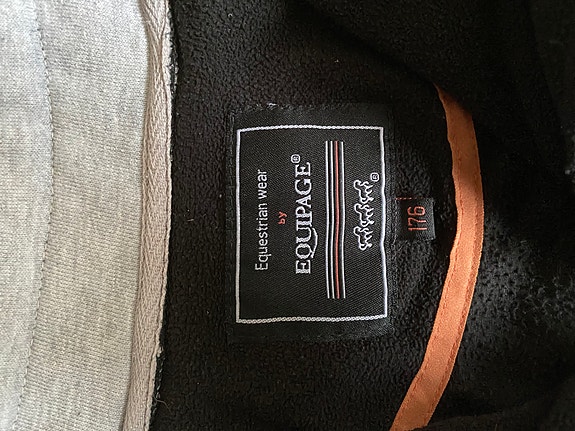 Equestrian wear
by
EQUIPAGE®
®
176